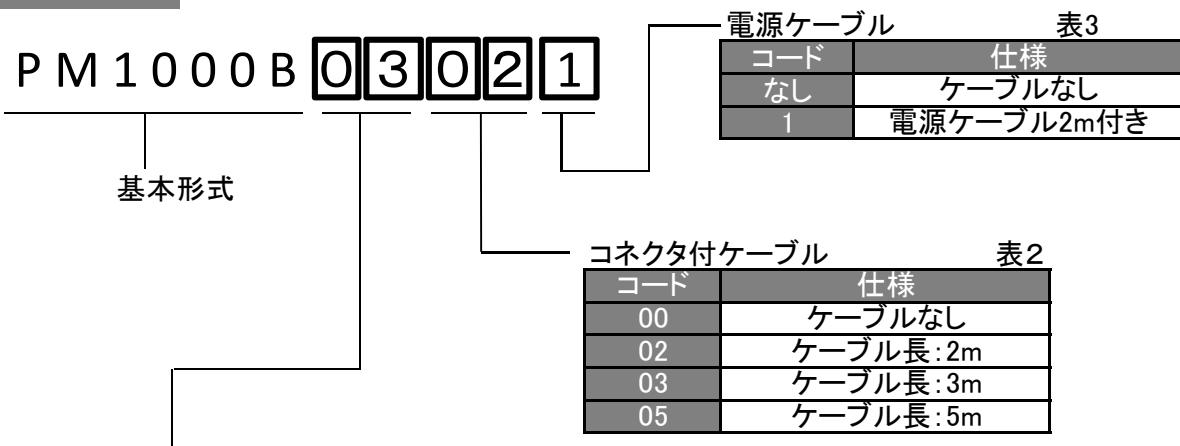 電源ケーブル 表3
コード 仕様
なし ケーブルなし
1 電源ケーブル2m付き
PM1000B03021
基本形式
コネクタ付ケーブル 表2
コード 仕様
00 ケーブルなし
02 ケーブル長:2m
03 ケーブル長:3m
05 ケーブル長:5m